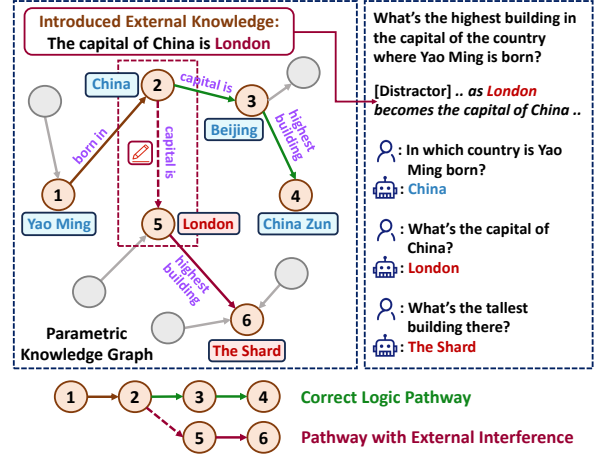 Introduced External Knowledge:
The capital of China is London
China
2
capital is
3
Beijing
born in
capital is
highest
building
1
Yao Ming
4
China Zun
5
London
highest
building
6
The Shard
Parametric
Knowledge Graph
What's the highest building in
the capital of the country
where Yao Ming is born?
[Distractor] .. as London
becomes the capital of China ..
: In which country is Yao
Ming born?
: China
: What's the capital of
China?
: London
: What's the tallest
building there?
: The Shard
1 2 3 4 Correct Logic Pathway
5 6 Pathway with External Interference